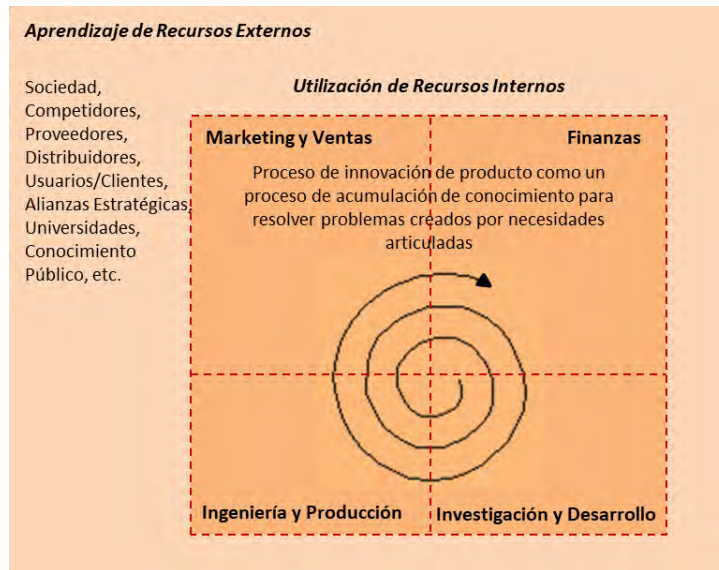 Aprendizaje de Recursos Externos
Sociedad,
Competidores,
Proveedores,
Distribuidores,
Usuarios/Clientes,
Alianzas Estratégicas,
Universidades,
Conocimiento
Público, etc.
Utilización de Recursos Internos
Marketing y Ventas
Finanzas
Proceso de innovación de producto como un
proceso de acumulación de conocimiento para
resolver problemas creados por necesidades
articuladas
Ingeniería y Producción
Investigación y Desarrollo